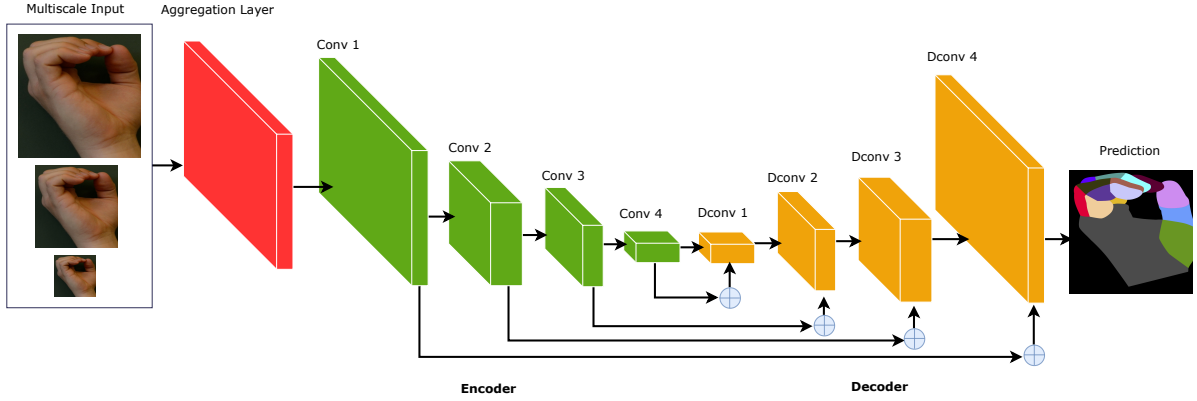 Multiscale Input
Aggregation Layer
Conv 1
Conv 2
Conv 3
Conv 4
Dconv 1
Dconv 2
Dconv 3
Dconv 4
Prediction
Encoder
Decoder